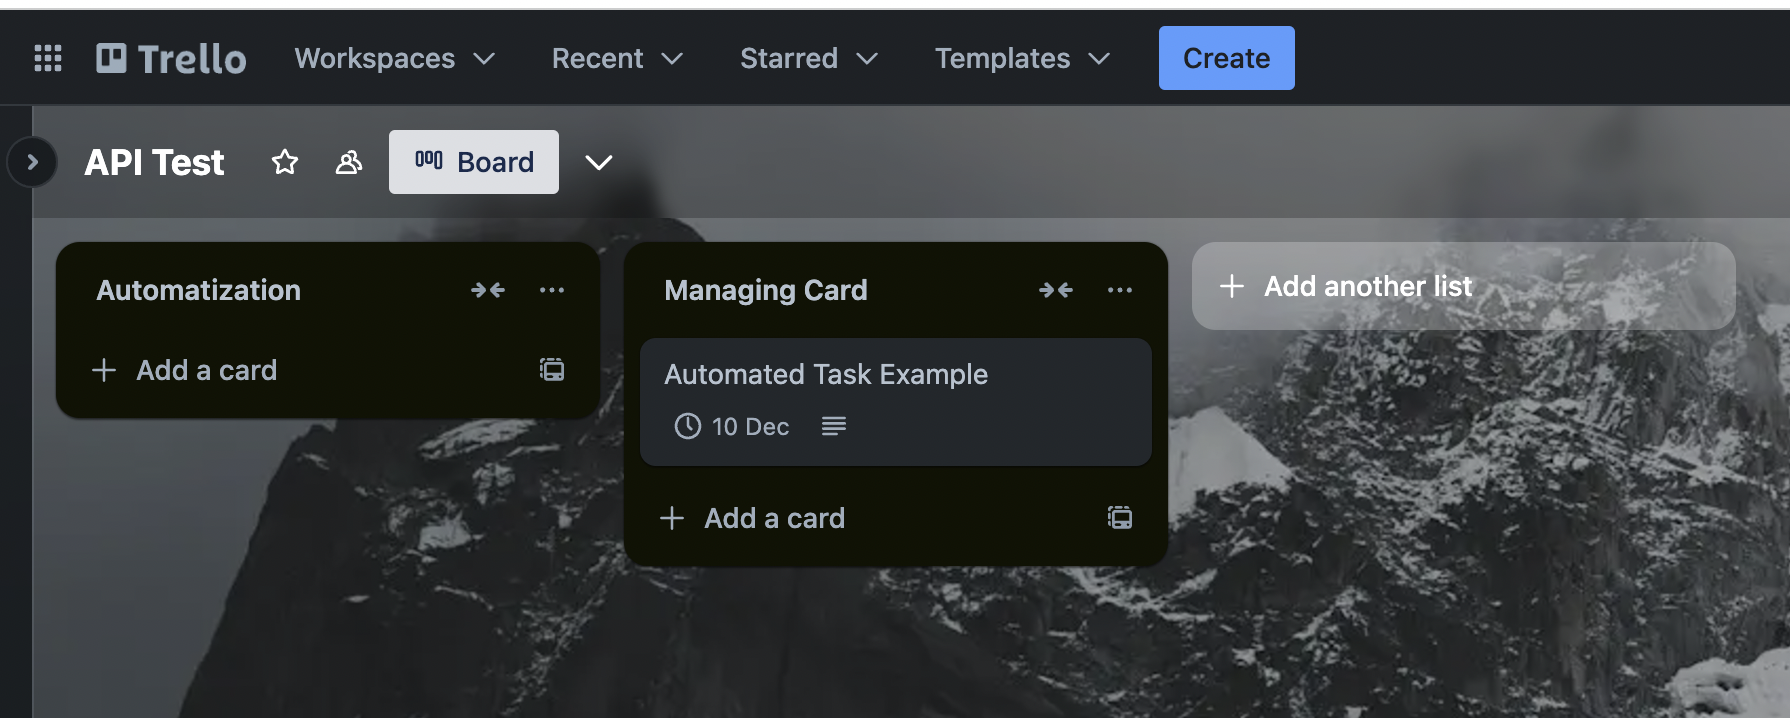 Trello Workspaces Recent Starred Templates Create
API Test Board
Automatization
Add a card
Managing Card
Automated Task Example
10 Dec
Add a card
Add another list